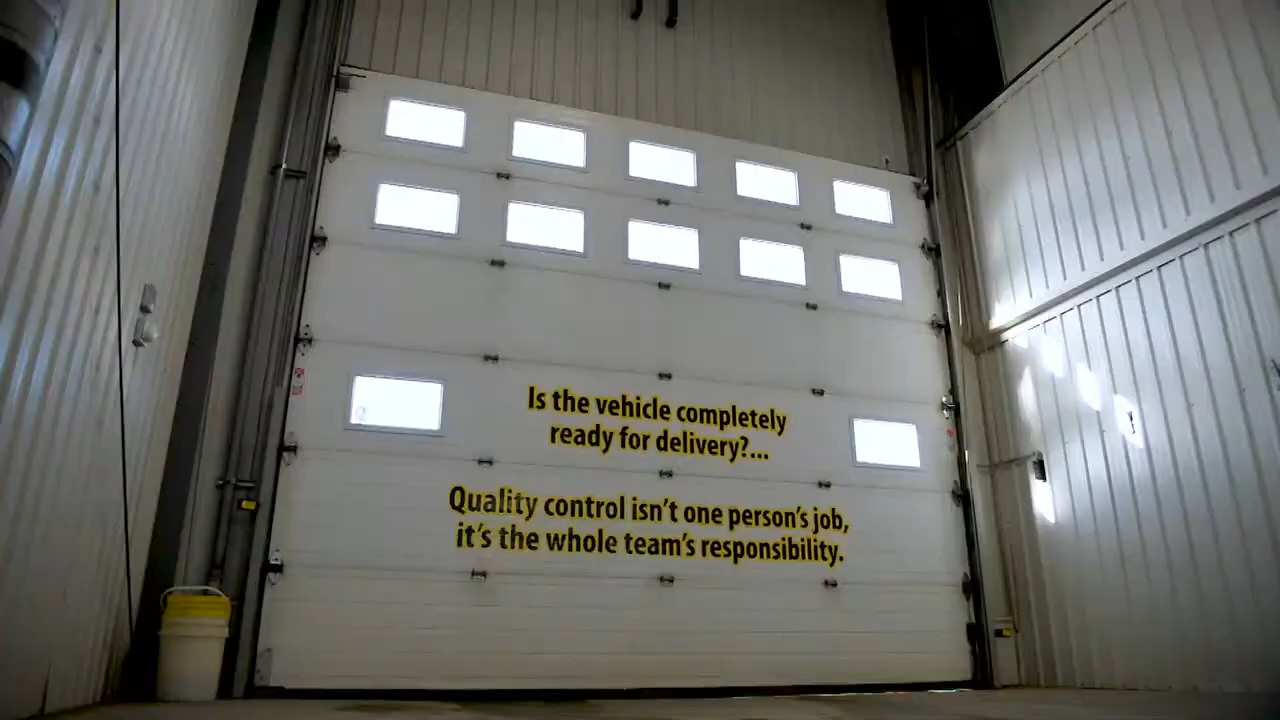 Is the vehicle completely
ready for delivery?...
Quality control isn't one person's job,
it's the whole team's responsibility.